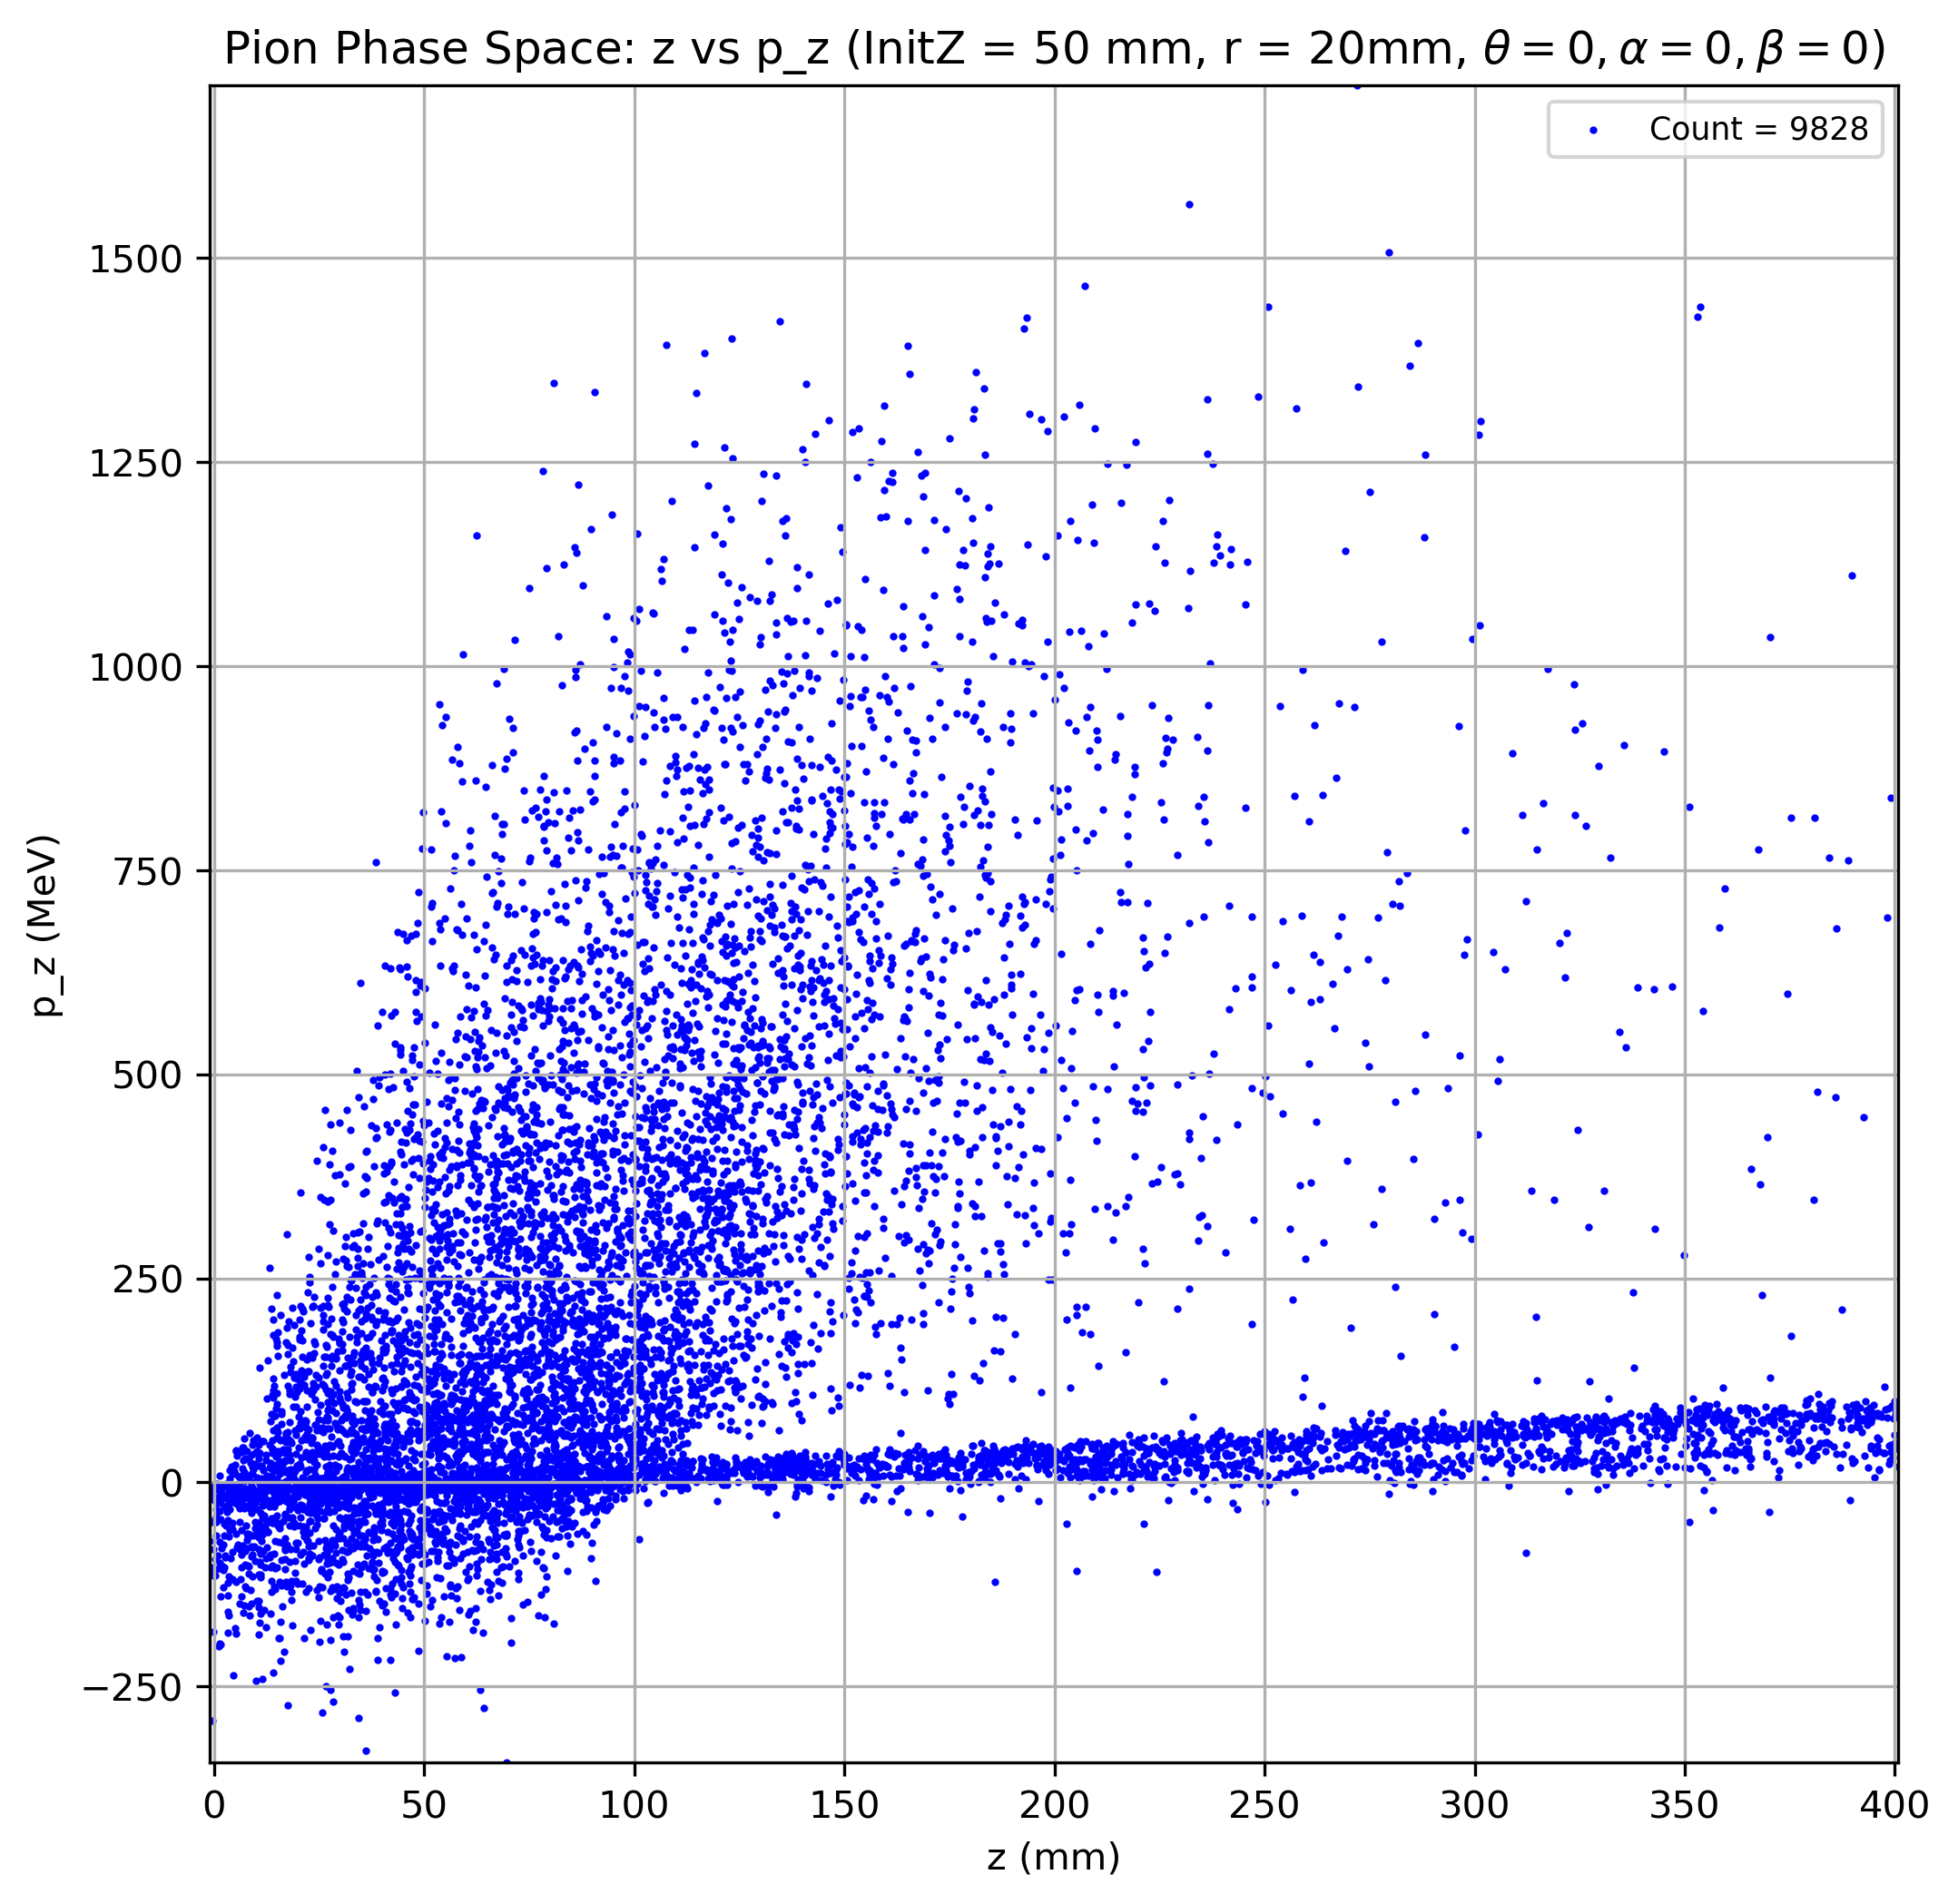 Pion Phase Space: z vs p_z (InitZ = 50 mm, r = 20mm, θ = 0, α = 0, β = 0)
Count = 9828
1500
1250
1000
750
500
250
0
−250
p_z (MeV)
0 50 100 150 200 250 300 350 400
z (mm)